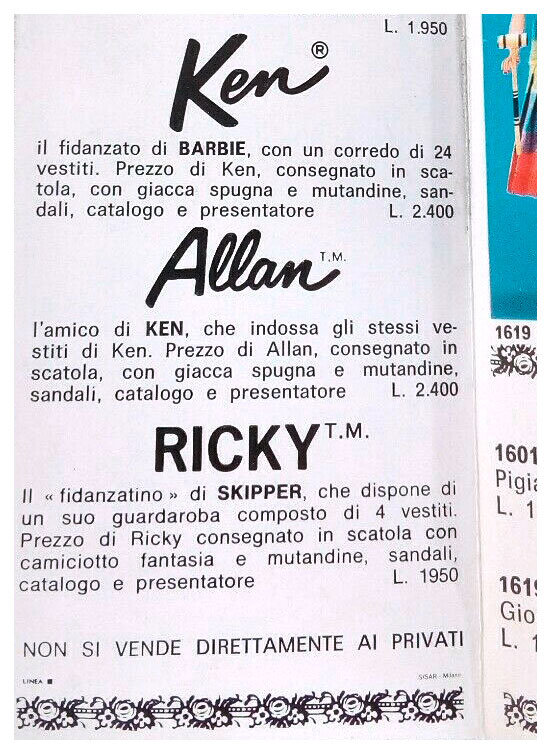 L. 1.950
Ken®
il fidanzato di BARBIE, con un corredo di 24
vestiti. Prezzo di Ken, consegnato in sca-
tola, con giacca spugna e mutandine, san-
dali, catalogo e presentatore L. 2.400
Allan T.M.
l'amico di KEN, che indossa gli stessi ve-
stiti di Ken. Prezzo di Allan, consegnato in
scatola, con giacca spugna e mutandine,
sandali, catalogo e presentatore L. 2.400
RICKY T.M.
Il « fidanzatino » di SKIPPER, che dispone di
un suo guardaroba composto di 4 vestiti.
Prezzo di Ricky consegnato in scatola con
camiciotto fantasia e mutandine, sandali,
catalogo e presentatore L. 1950
NON SI VENDE DIRETTAMENTE AI PRIVATI
LINEA
SISAR - Milano
1619
1601
Pigia
L. 1
1619
Gio
L. 1